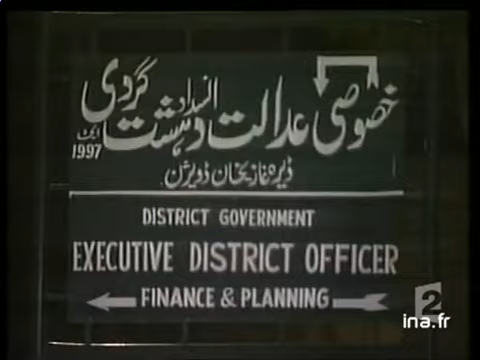 خصوصی عدالت انسداد دہشت گردی
ایکٹ 1997
ڈیرہ غازیخان ڈویژن
DISTRICT GOVERNMENT
EXECUTIVE DISTRICT OFFICER
FINANCE & PLANNING
2
ina.fr